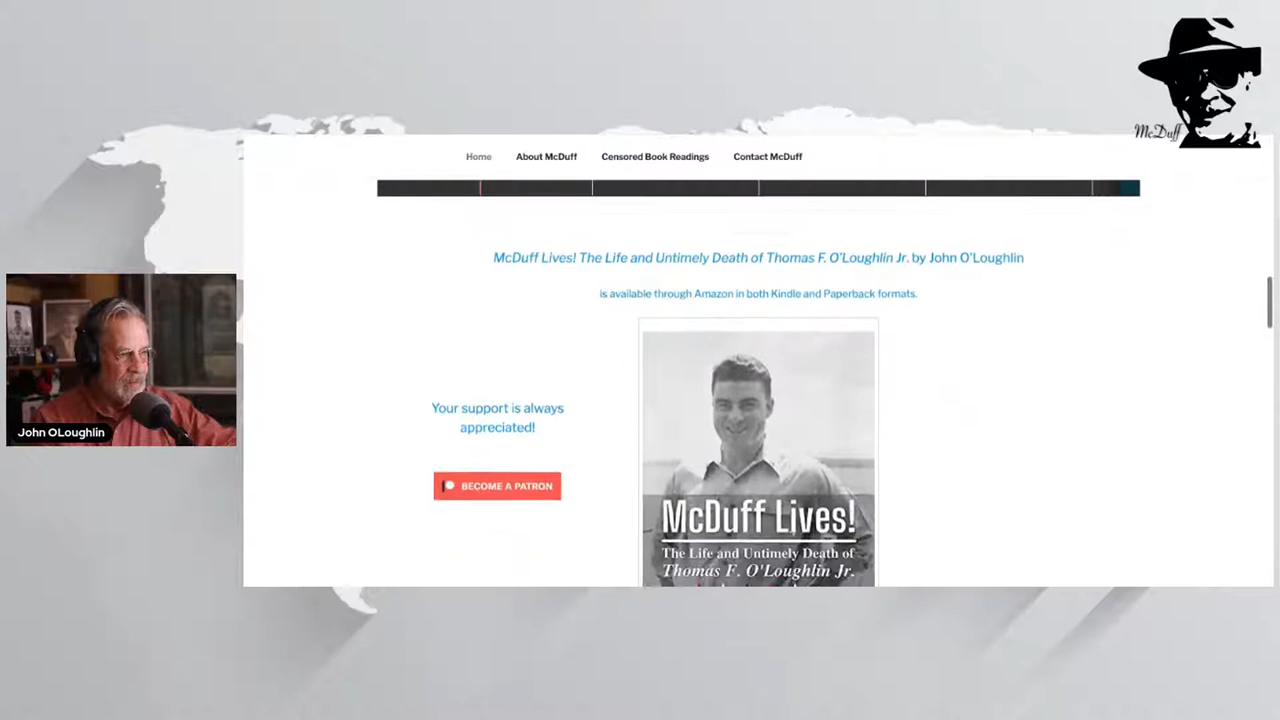 McDuff
Home About McDuff Censored Book Readings Contact McDuff
McDuff Lives! The Life and Untimely Death of Thomas F. O'Loughlin Jr. by John O'Loughlin
is available through Amazon in both Kindle and Paperback formats.
Your support is always
appreciated!
BECOME A PATRON
McDuff Lives!
The Life and Untimely Death of
Thomas F. O'Loughlin Jr.
John OLoughlin